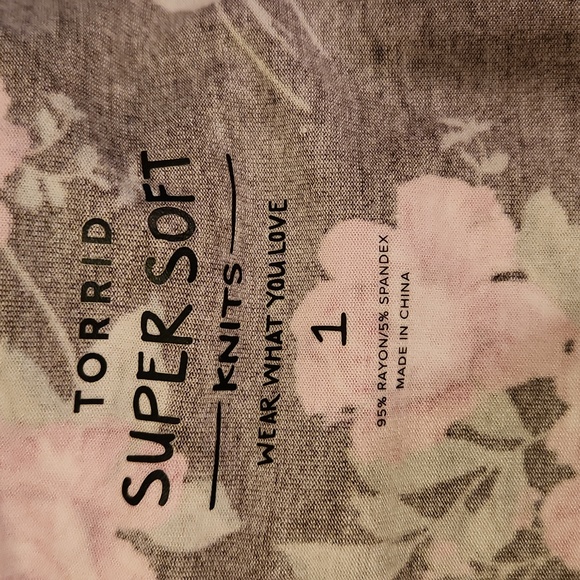 TORRID
SUPER SOFT
KNITS
WEAR WHAT YOU LOVE
1
95% RAYON/5% SPANDEX
MADE IN CHINA